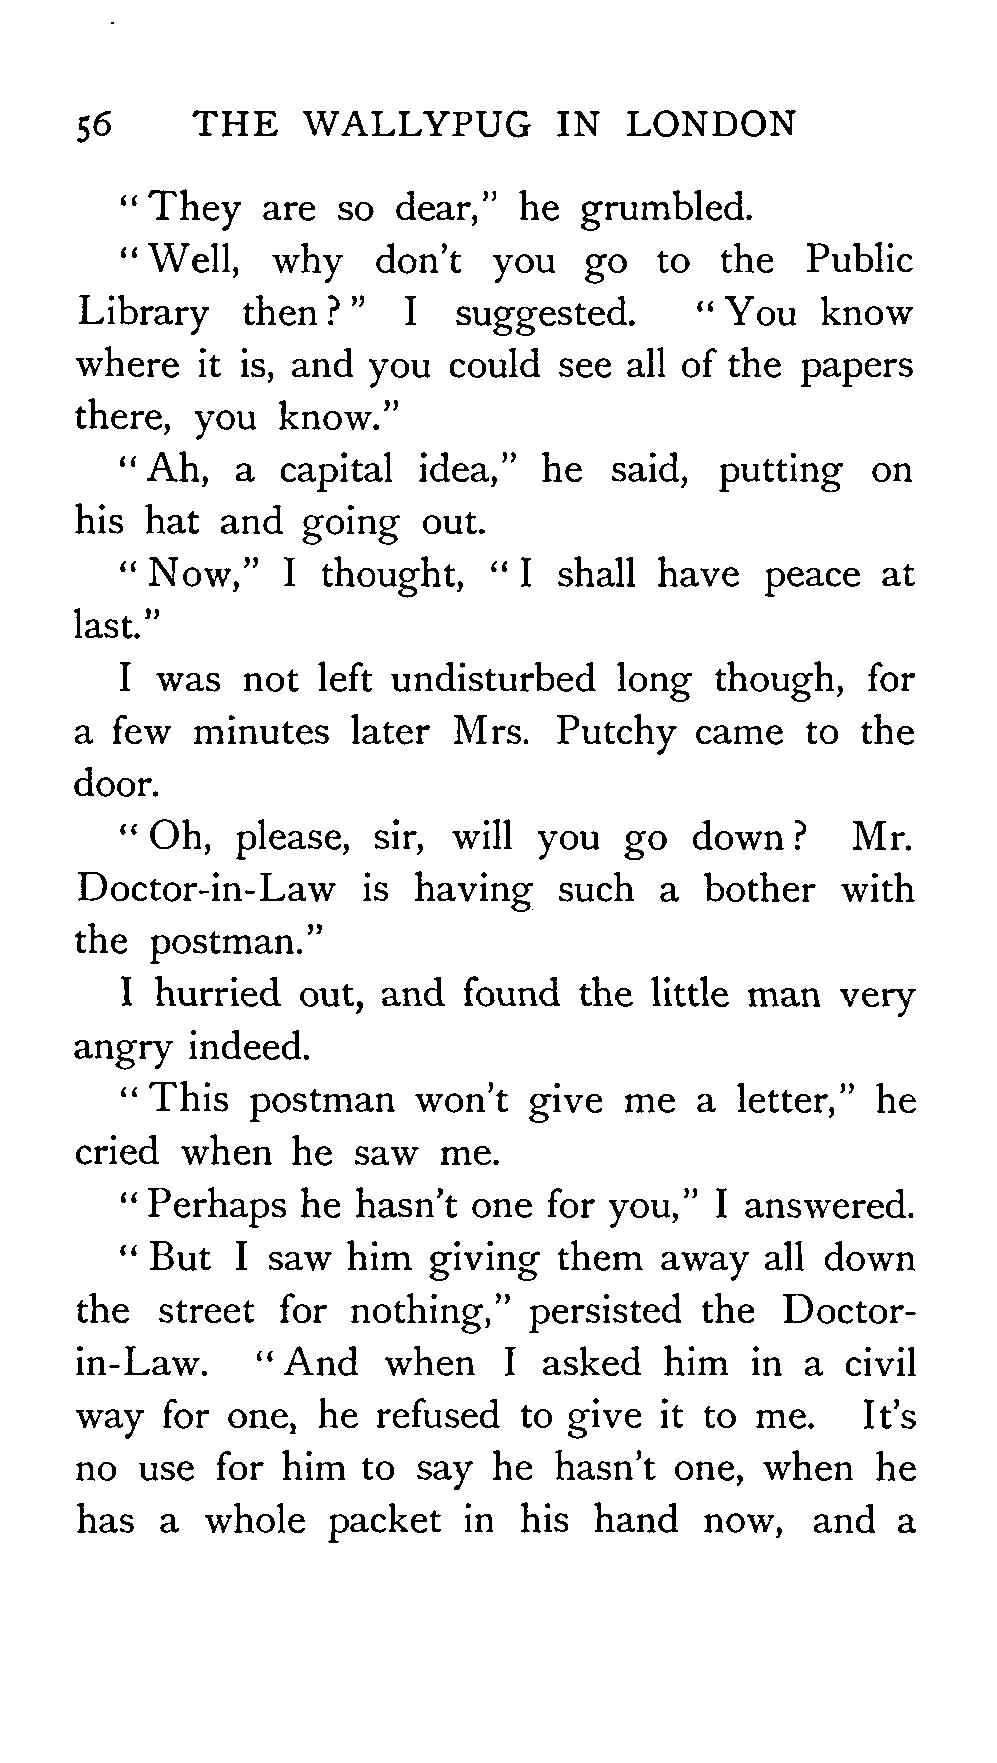 56 THE WALLYPUG IN LONDON
"They are so dear," he grumbled.
"Well, why don't you go to the Public
Library then?" I suggested. "You know
where it is, and you could see all of the papers
there, you know."
"Ah, a capital idea," he said, putting on
his hat and going out.
"Now," I thought, "I shall have peace at
last."
I was not left undisturbed long though, for
a few minutes later Mrs. Putchy came to the
door.
"Oh, please, sir, will you go down? Mr.
Doctor-in-Law is having such a bother with
the postman."
I hurried out, and found the little man very
angry indeed.
"This postman won't give me a letter," he
cried when he saw me.
"Perhaps he hasn't one for you," I answered.
"But I saw him giving them away all down
the street for nothing," persisted the Doctor-
in-Law. "And when I asked him in a civil
way for one, he refused to give it to me. It's
no use for him to say he hasn't one, when he
has a whole packet in his hand now, and a